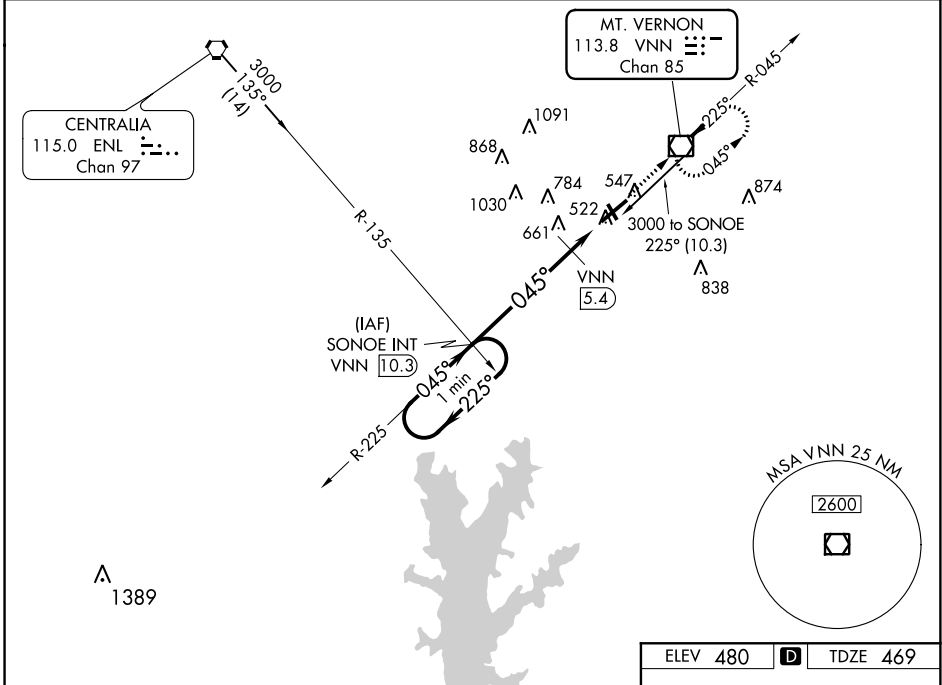 MT. VERNON
113.8 VNN
Chan 85
R-045
225°
045°
3000
135°
(14)
CENTRALIA
115.0 ENL
Chan 97
1091
868
1030
784
547
522
661
874
3000 to SONOE
225° (10.3)
838
R-135
045°
VNN
5.4
(IAF)
SONOE INT
VNN 10.3
045°
1 min
225°
R-225
MSA VNN 25 NM
2600
1389
ELEV 480 D TDZE 469